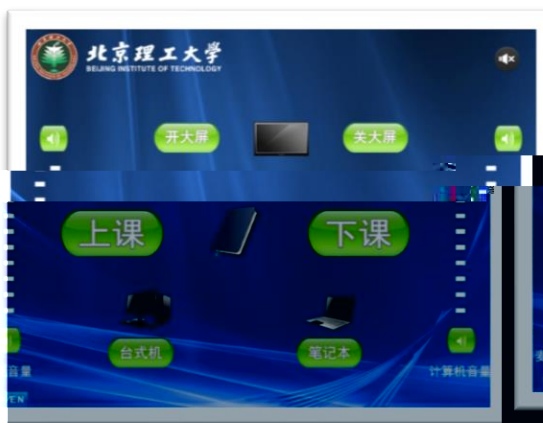 北京理工大学
BEIJING INSTITUTE OF TECHNOLOGY
开大屏 关大屏
上课 下课
台式机 笔记本
音量 计算机音量
EN